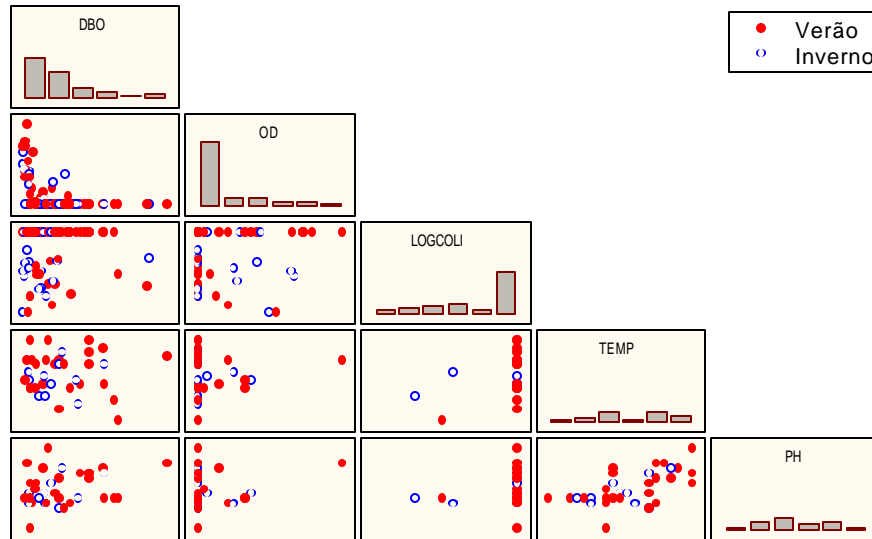 DBO
Verão
Inverno
OD
LOGCOLI
TEMP
PH